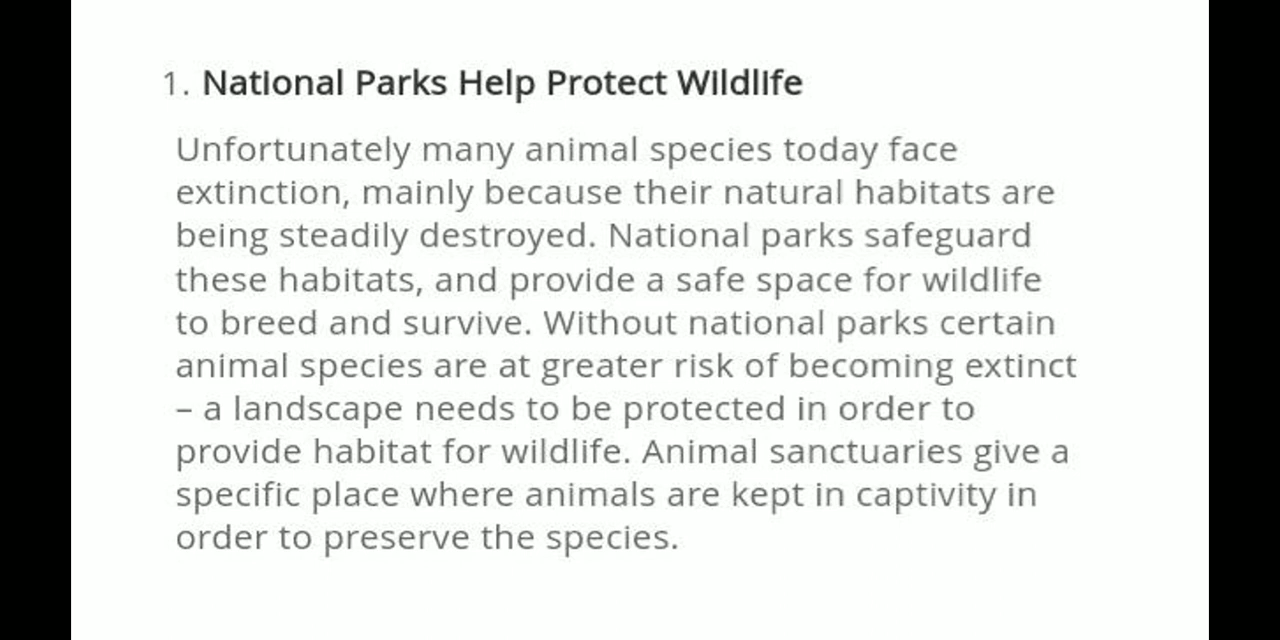 1. National Parks Help Protect Wildlife
Unfortunately many animal species today face
extinction, mainly because their natural habitats are
being steadily destroyed. National parks safeguard
these habitats, and provide a safe space for wildlife
to breed and survive. Without national parks certain
animal species are at greater risk of becoming extinct
– a landscape needs to be protected in order to
provide habitat for wildlife. Animal sanctuaries give a
specific place where animals are kept in captivity in
order to preserve the species.